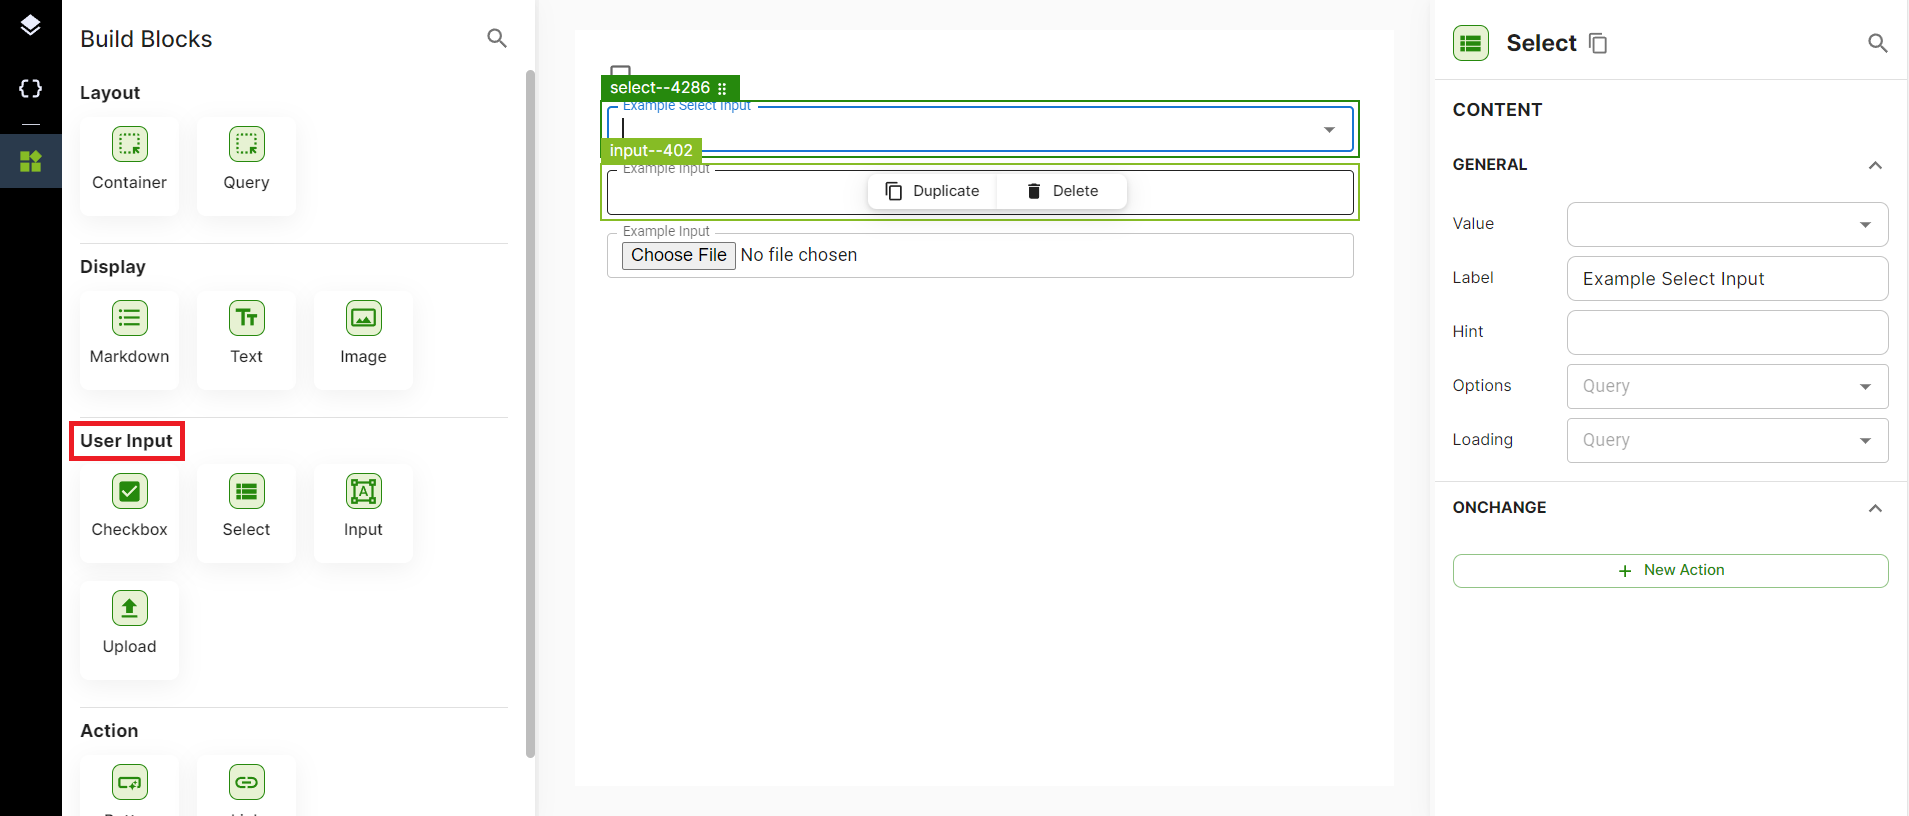 Build Blocks
Layout
Container
Query
Display
Markdown
Text
Image
User Input
Checkbox
Select
Input
Upload
Action
select--4286
Example Select Input
input--402
Example Input
Duplicate
Delete
Example Input
Choose File No file chosen
Select
CONTENT
GENERAL
Value
Label Example Select Input
Hint
Options Query
Loading Query
ONCHANGE
+ New Action